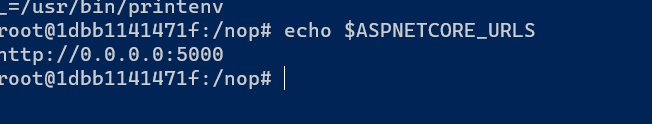 _=/usr/bin/printenv
root@1dbb1141471f:/nop# echo $ASPNETCORE_URLS
http://0.0.0.0:5000
root@1dbb1141471f:/nop#